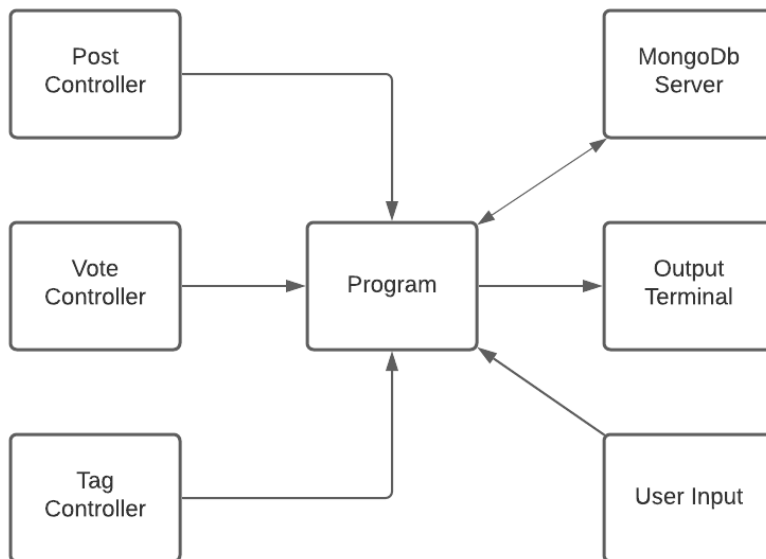 Post
Controller
MongoDb
Server
Vote
Controller
Program
Output
Terminal
Tag
Controller
User Input